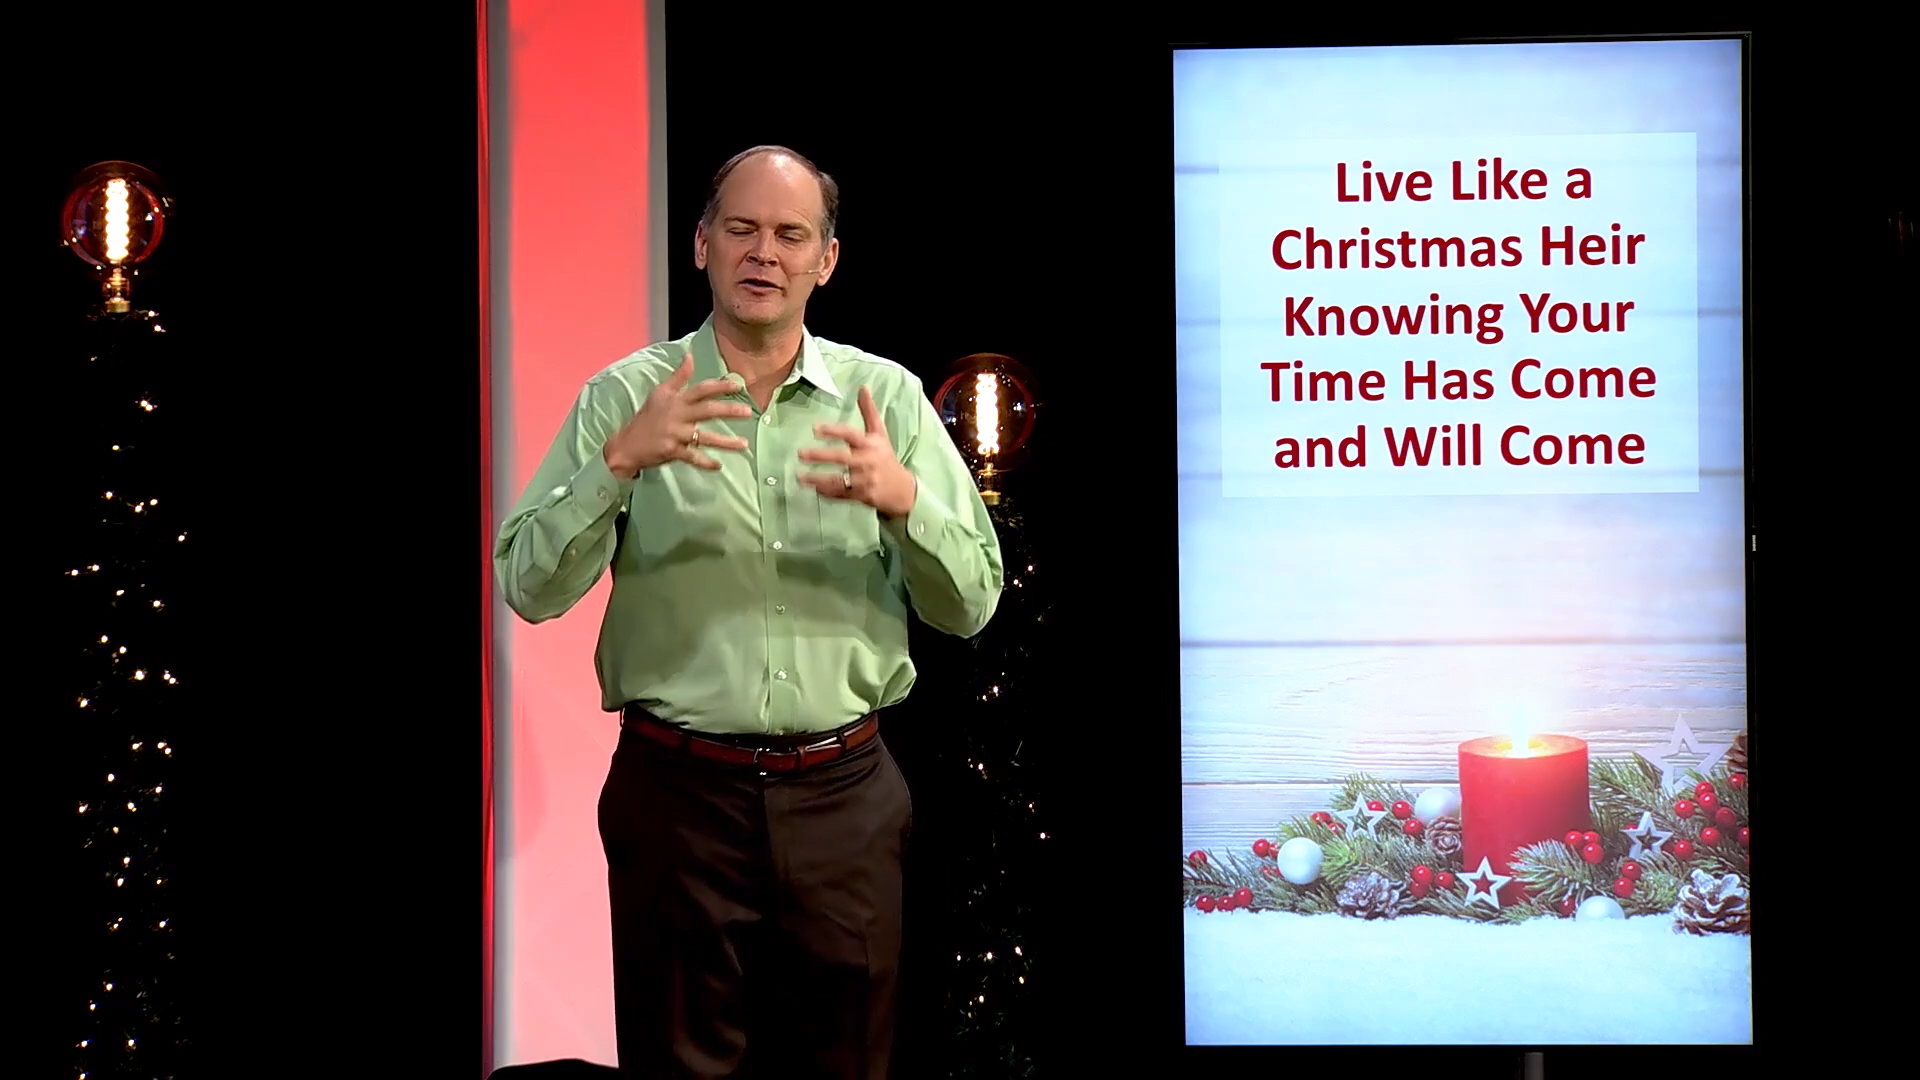 Live Like a
Christmas Heir
Knowing Your
Time Has Come
and Will Come